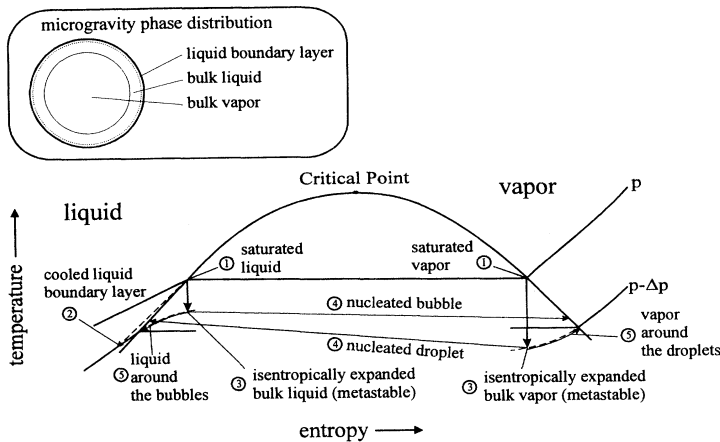 microgravity phase distribution
liquid boundary layer
bulk liquid
bulk vapor
Critical Point
liquid
vapor
p
① saturated
liquid
saturated ①
vapor
cooled liquid
boundary layer
②
p-Δp
④ nucleated bubble
④ nucleated droplet
⑤ liquid
around
the bubbles
③ isentropically expanded
bulk liquid (metastable)
③ isentropically expanded
bulk vapor (metastable)
vapor
⑤ around
the droplets
temperature
entropy